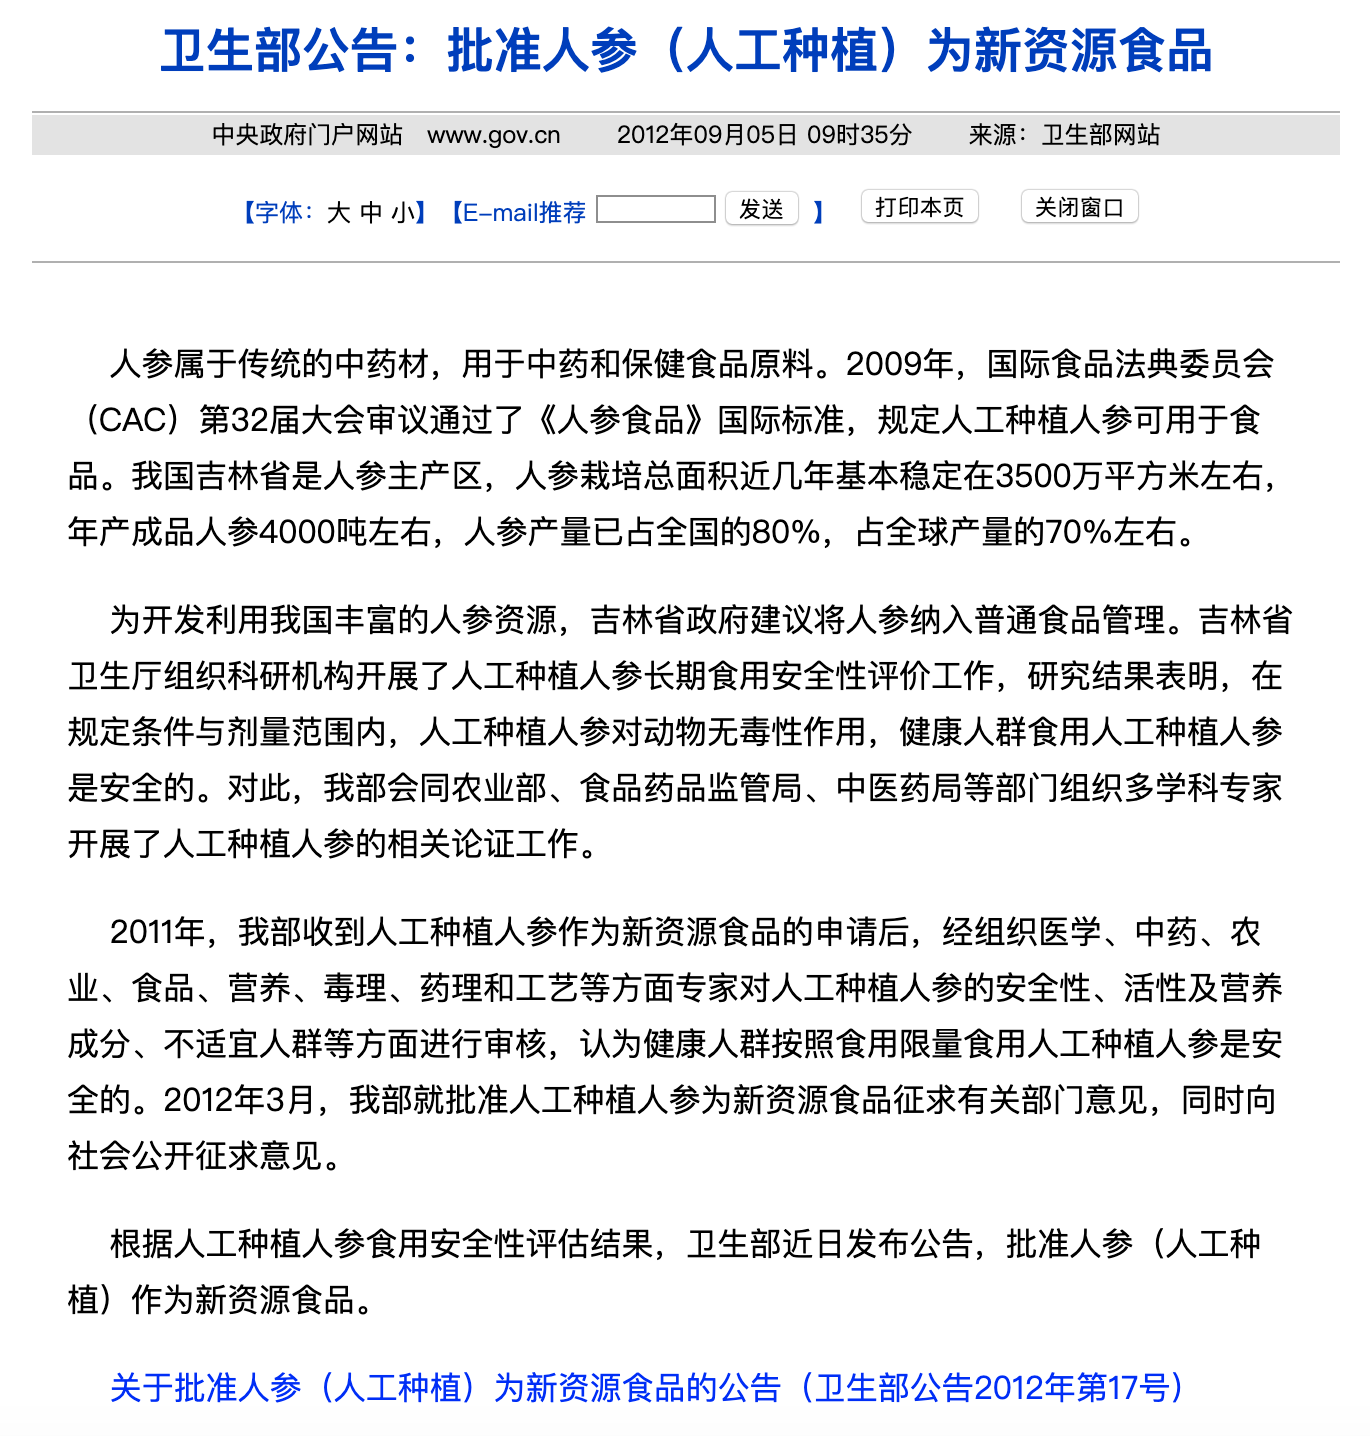 卫生部公告：批准人参（人工种植）为新资源食品
中央政府门户网站 www.gov.cn 2012年09月05日 09时35分 来源：卫生部网站
【字体：大 中 小】【E-mail推荐 发送 】 打印本页 关闭窗口
人参属于传统的中药材，用于中药和保健食品原料。2009年，国际食品法典委员会
（CAC）第32届大会审议通过了《人参食品》国际标准，规定人工种植人参可用于食
品。我国吉林省是人参主产区，人参栽培总面积近几年基本稳定在3500万平方米左右，
年产成品人参4000吨左右，人参产量已占全国的80%，占全球产量的70%左右。
为开发利用我国丰富的人参资源，吉林省政府建议将人参纳入普通食品管理。吉林省
卫生厅组织科研机构开展了人工种植人参长期食用安全性评价工作，研究结果表明，在
规定条件与剂量范围内，人工种植人参对动物无毒性作用，健康人群食用人工种植人参
是安全的。对此，我部会同农业部、食品药品监管局、中医药局等部门组织多学科专家
开展了人工种植人参的相关论证工作。
2011年，我部收到人工种植人参作为新资源食品的申请后，经组织医学、中药、农
业、食品、营养、毒理、药理和工艺等方面专家对人工种植人参的安全性、活性及营养
成分、不适宜人群等方面进行审核，认为健康人群按照食用限量食用人工种植人参是安
全的。2012年3月，我部就批准人工种植人参为新资源食品征求有关部门意见，同时向
社会公开征求意见。
根据人工种植人参食用安全性评估结果，卫生部近日发布公告，批准人参（人工种
植）作为新资源食品。
关于批准人参（人工种植）为新资源食品的公告（卫生部公告2012年第17号）